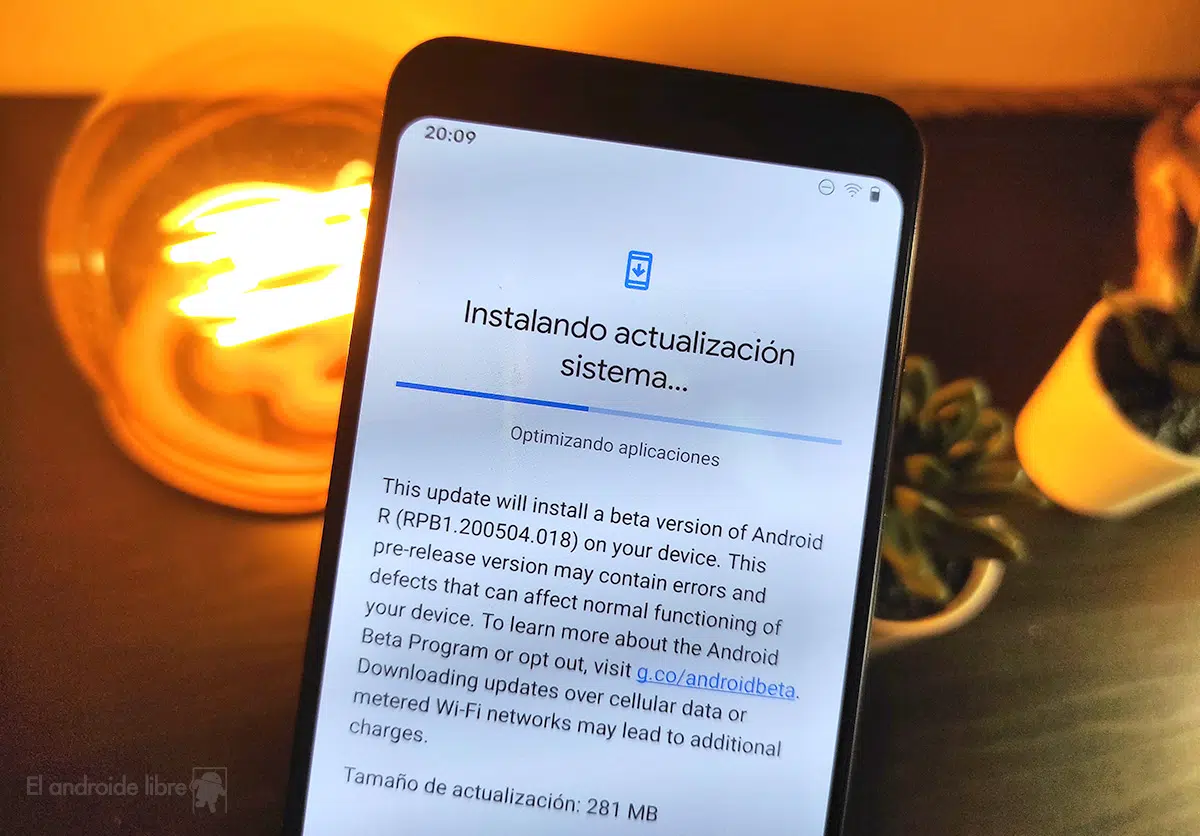 20:09
Instalando actualización
sistema...
Optimizando aplicaciones
This update will install a beta version of Android
R (RPB1.200504.018) on your device. This
pre-release version may contain errors and
defects that can affect normal functioning of
your device. To learn more about the Android
Beta Program or opt out, visit g.co/androidbeta.
Downloading updates over cellular data or
metered Wi-Fi networks may lead to additional
charges.
Tamaño de actualización: 281 MB
El androide libre